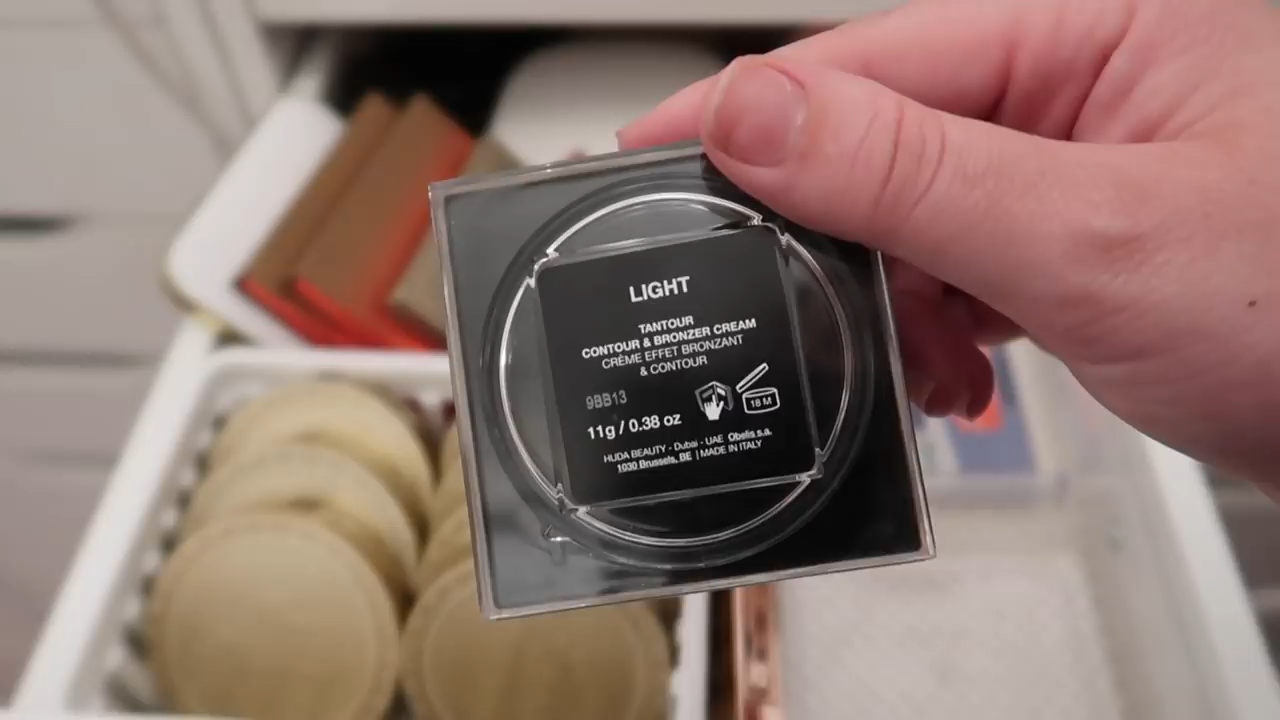 LIGHT
TANTOUR
CONTOUR & BRONZER CREAM
CRÈME EFFET BRONZANT
& CONTOUR
9BB13
18 M
11g / 0.38 oz
HUDA BEAUTY - Dubai - UAE Obelis s.a.
1030 Brussels, BE | MADE IN ITALY